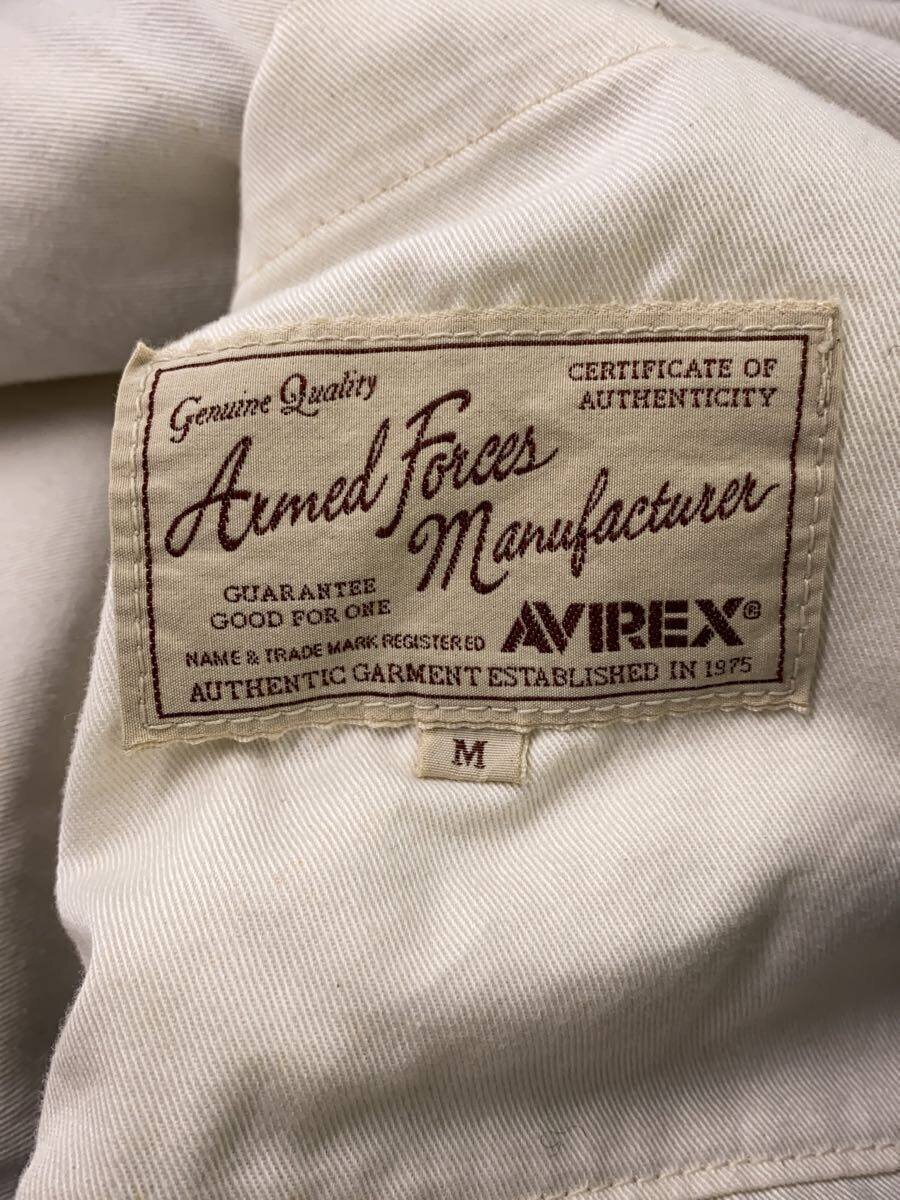 Genuine Quality
CERTIFICATE OF
AUTHENTICITY
Armed Forces
Manufacturer
GUARANTEE
GOOD FOR ONE
NAME & TRADE MARK REGISTERED
AVIREX®
AUTHENTIC GARMENT ESTABLISHED IN 1975
M